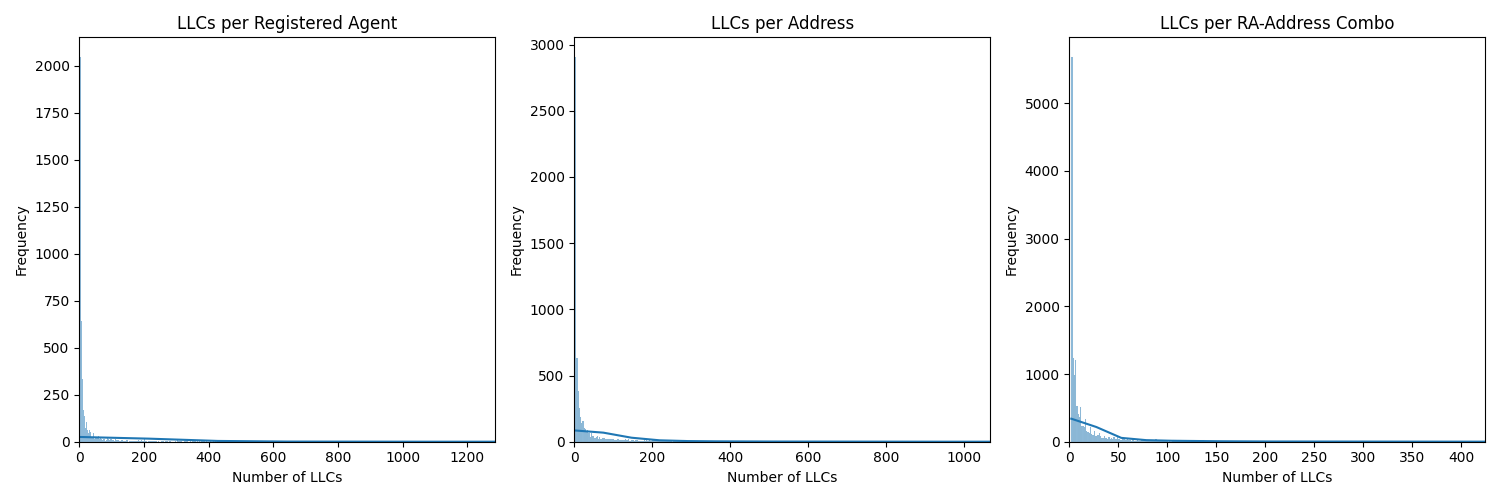 LLCs per Registered Agent
2000
1750
1500
1250
1000
750
500
250
0
Frequency
0 200 400 600 800 1000 1200
Number of LLCs
LLCs per Address
3000
2500
2000
1500
1000
500
0
Frequency
0 200 400 600 800 1000
Number of LLCs
LLCs per RA-Address Combo
5000
4000
3000
2000
1000
0
Frequency
0 50 100 150 200 250 300 350 400
Number of LLCs